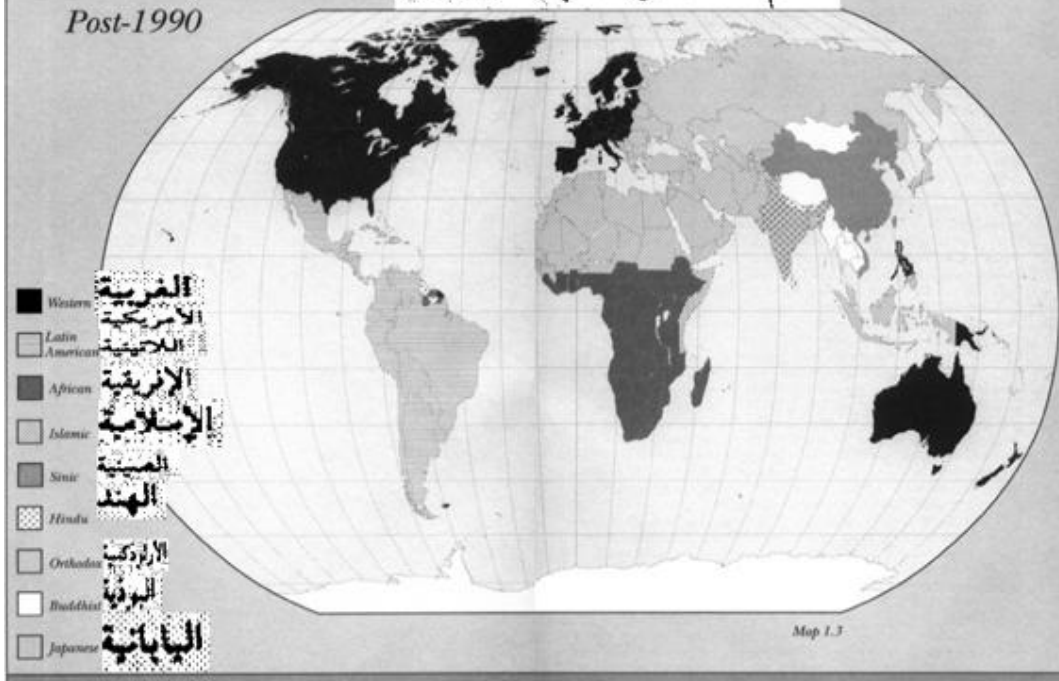 Post-1990
Western الغربية
Latin American الأمريكية اللاتينية
African الإفريقية
Islamic الإسلامية
Sinic الصينية
Hindu الهند
Orthodox
Buddhist البوذية
Japanese اليابانية
Map 1.3